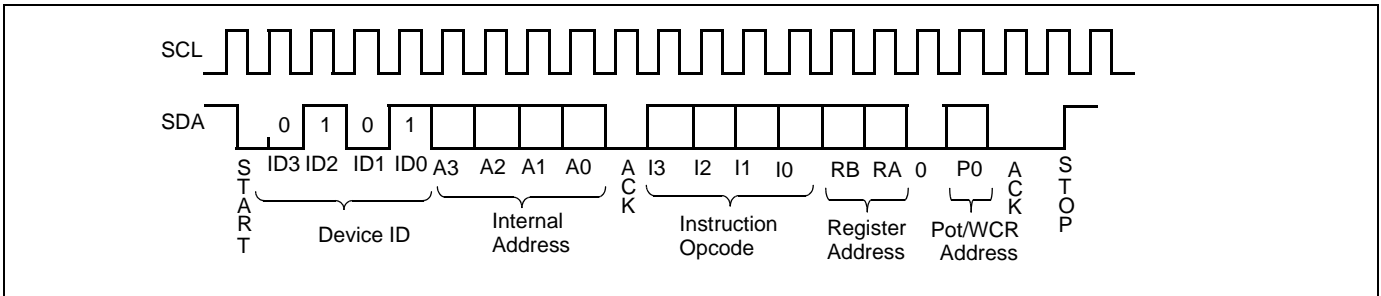 SCL
SDA
0 1 0 1
ID3 ID2 ID1 ID0 A3 A2 A1 A0 I3 I2 I1 I0 RB RA 0 P0
START
ACK
ACK
STOP
Device ID
Internal
Address
Instruction
Opcode
Register
Address
Pot/WCR
Address